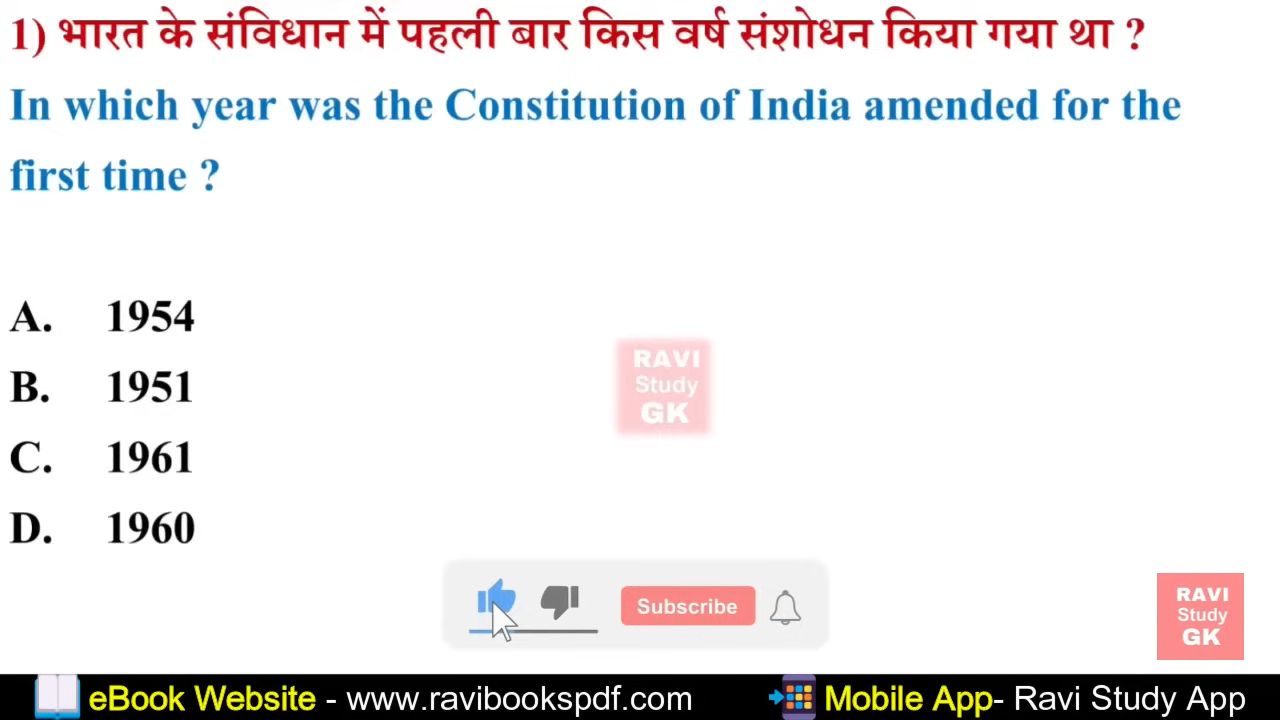 1) भारत के संविधान में पहली बार किस वर्ष संशोधन किया गया था ?
In which year was the Constitution of India amended for the
first time ?
A. 1954
B. 1951
C. 1961
D. 1960
RAVI
Study
GK
Subscribe
RAVI
Study
GK
eBook Website - www.ravibookspdf.com Mobile App- Ravi Study App